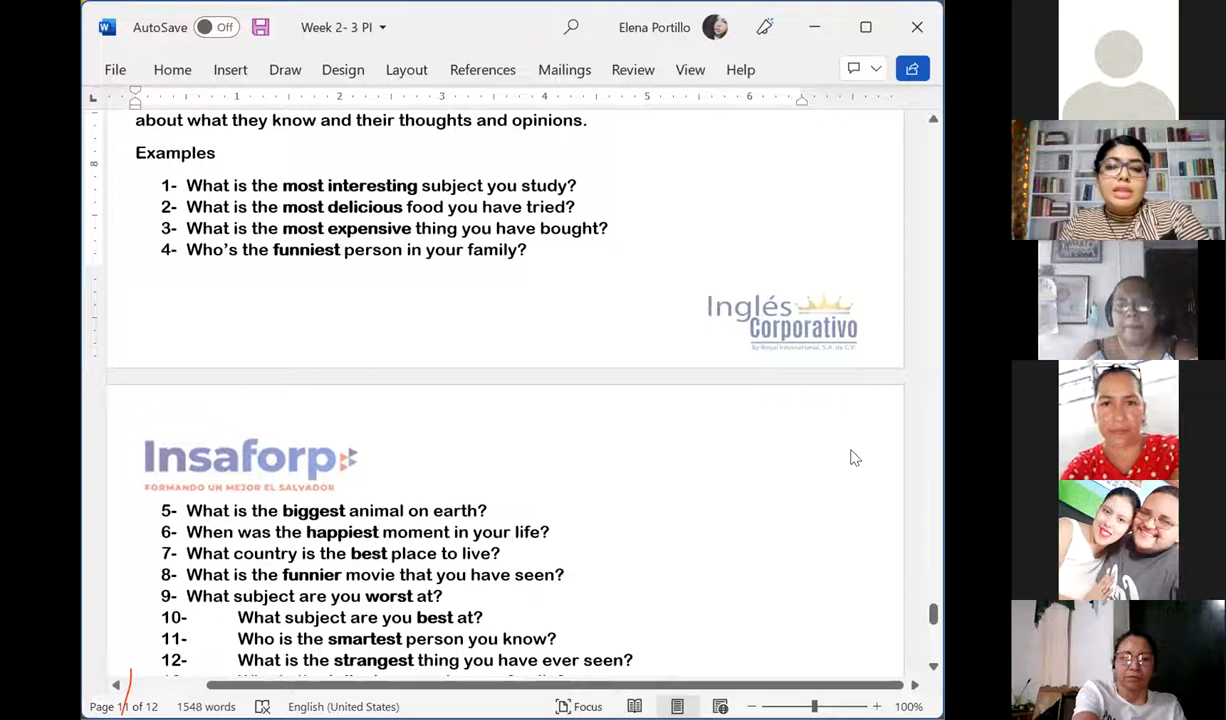 AutoSave Off Week 2- 3 PI Elena Portillo
File Home Insert Draw Design Layout References Mailings Review View Help
1 2 3 4 5 6
8
about what they know and their thoughts and opinions.
Examples
1- What is the most interesting subject you study?
2- What is the most delicious food you have tried?
3- What is the most expensive thing you have bought?
4- Who's the funniest person in your family?
Inglés
Corporativo
Insaforp
FORMANDO UN MEJOR EL SALVADOR
5- What is the biggest animal on earth?
6- When was the happiest moment in your life?
7- What country is the best place to live?
8- What is the funnier movie that you have seen?
9- What subject are you worst at?
10- What subject are you best at?
11- Who is the smartest person you know?
12- What is the strangest thing you have ever seen?
Page 11 of 12 1548 words English (United States) Focus 100%